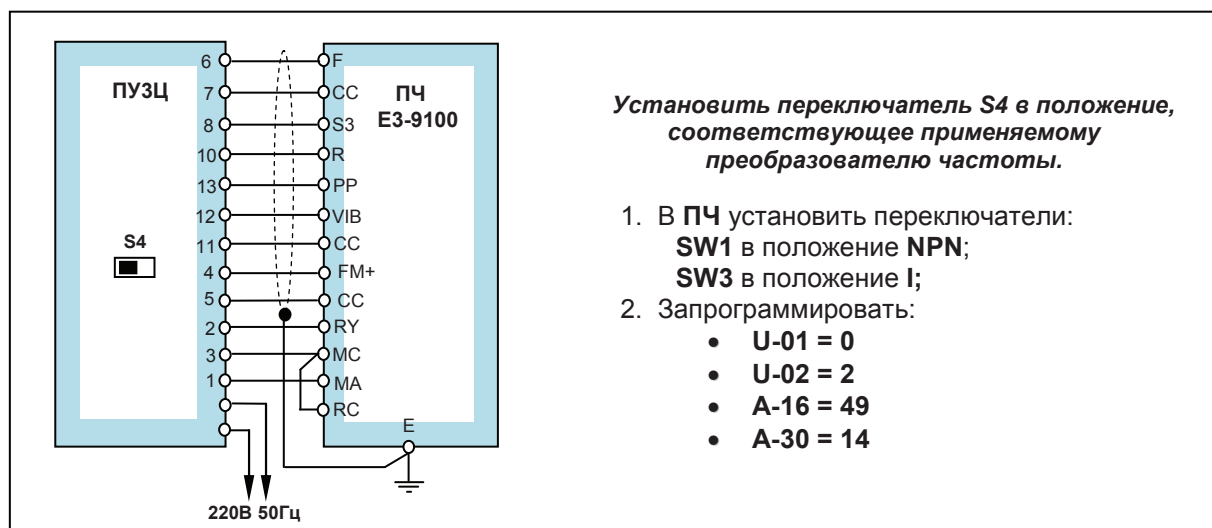 ПУЗЦ
S4
6
7
8
10
13
12
11
4
5
2
3
1
220В 50Гц
F
CC
S3
R
PP
VIB
CC
FM+
CC
RY
MC
MA
RC
ПЧ
Е3-9100
E
Установить переключатель S4 в положение,
соответствующее применяемому
преобразователю частоты.
1. В ПЧ установить переключатели:
SW1 в положение NPN;
SW3 в положение I;
2. Запрограммировать:
• U-01 = 0
• U-02 = 2
• A-16 = 49
• A-30 = 14